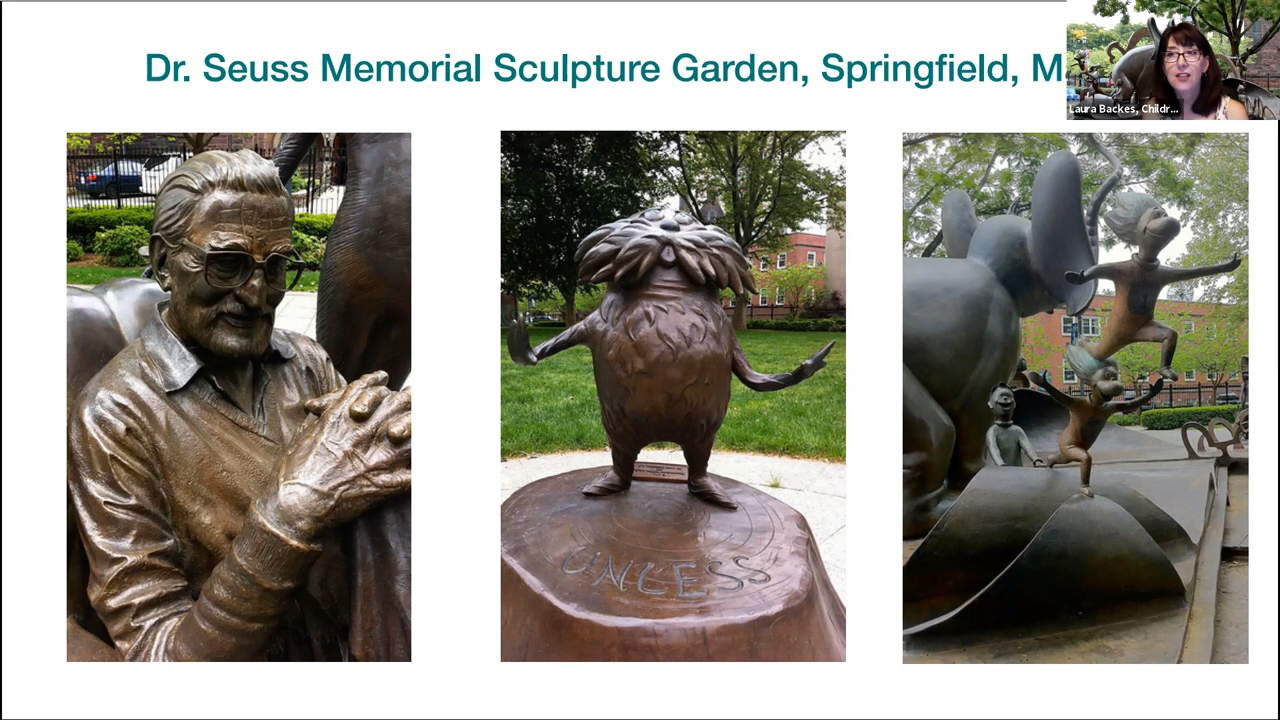 Dr. Seuss Memorial Sculpture Garden, Springfield, M
Laura Backes, Childr...
UNLESS